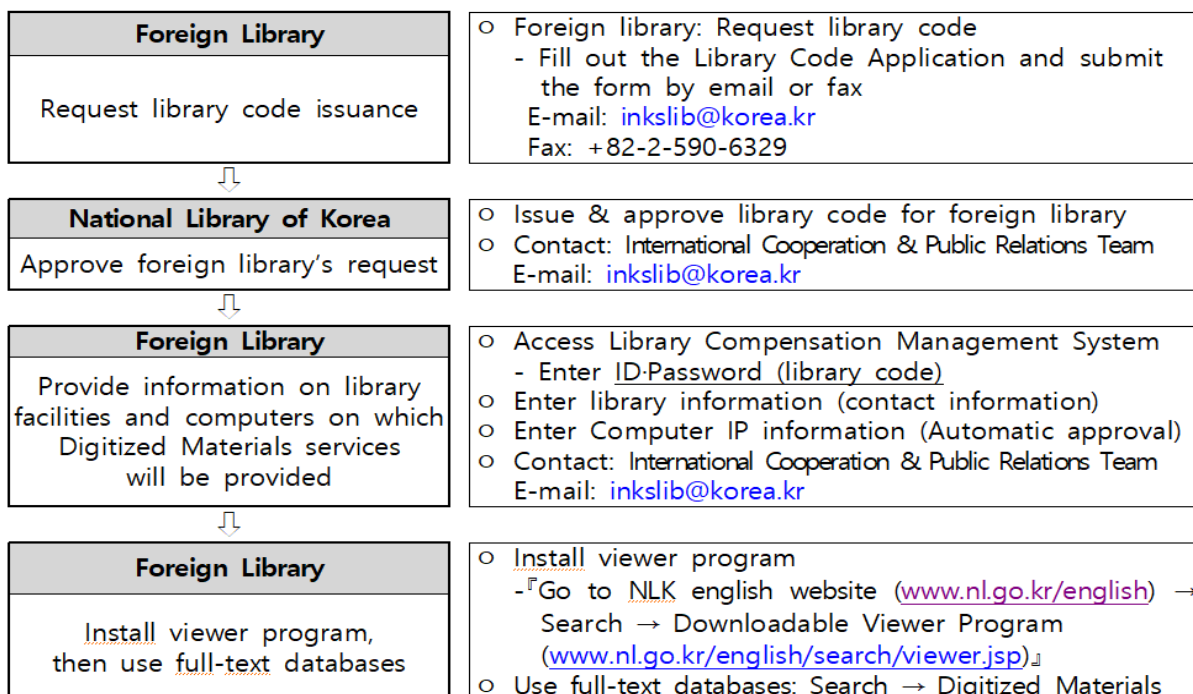 Foreign Library
Request library code issuance
o Foreign library: Request library code
- Fill out the Library Code Application and submit
the form by email or fax
E-mail: inkslib@korea.kr
Fax: +82-2-590-6329
⇩
National Library of Korea
Approve foreign library's request
o Issue & approve library code for foreign library
o Contact: International Cooperation & Public Relations Team
E-mail: inkslib@korea.kr
⇩
Foreign Library
Provide information on library
facilities and computers on which
Digitized Materials services
will be provided
o Access Library Compensation Management System
- Enter ID·Password (library code)
o Enter library information (contact information)
o Enter Computer IP information (Automatic approval)
o Contact: International Cooperation & Public Relations Team
E-mail: inkslib@korea.kr
⇩
Foreign Library
Install viewer program,
then use full-text databases
o Install viewer program
-『Go to NLK english website (www.nl.go.kr/english) →
Search → Downloadable Viewer Program
(www.nl.go.kr/english/search/viewer.jsp)』
o Use full-text databases: Search → Digitized Materials